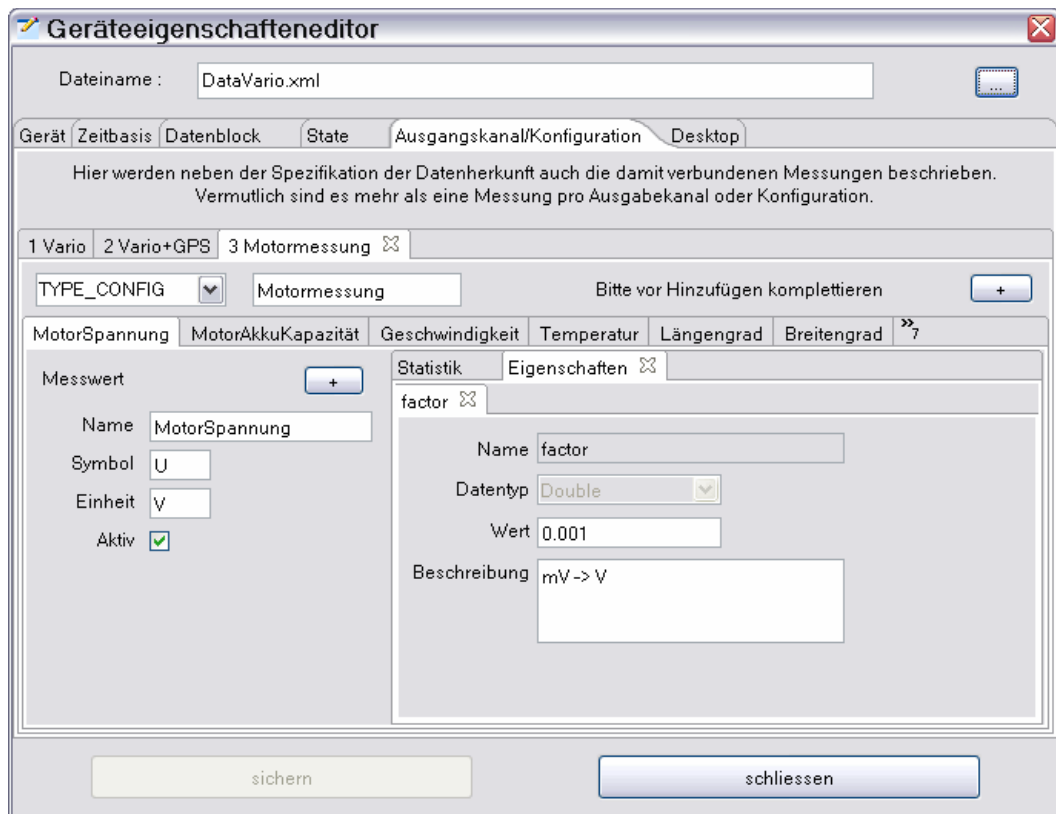 Geräteeigenschafteneditor
Dateiname :
DataVario.xml
...
Gerät
Zeitbasis
Datenblock
State
Ausgangskanal/Konfiguration
Desktop
Hier werden neben der Spezifikation der Datenherkunft auch die damit verbundenen Messungen beschrieben.
Vermutlich sind es mehr als eine Messung pro Ausgabekanal oder Konfiguration.
1 Vario
2 Vario+GPS
3 Motormessung
TYPE_CONFIG
Motormessung
Bitte vor Hinzufügen komplettieren
+
MotorSpannung
MotorAkkuKapazität
Geschwindigkeit
Temperatur
Längengrad
Breitengrad
»7
Messwert
+
Name
MotorSpannung
Symbol
U
Einheit
V
Aktiv
Statistik
Eigenschaften
factor
Name
factor
Datentyp
Double
Wert
0.001
Beschreibung
mV -> V
sichern
schliessen